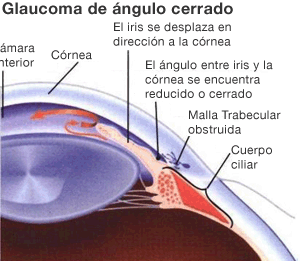 Glaucoma de ángulo cerrado
El iris se desplaza en
dirección a la córnea
ámara
nterior
Córnea
El ángulo entre iris y la
córnea se encuentra
reducido o cerrado
Malla Trabecular
obstruida
Cuerpo
ciliar